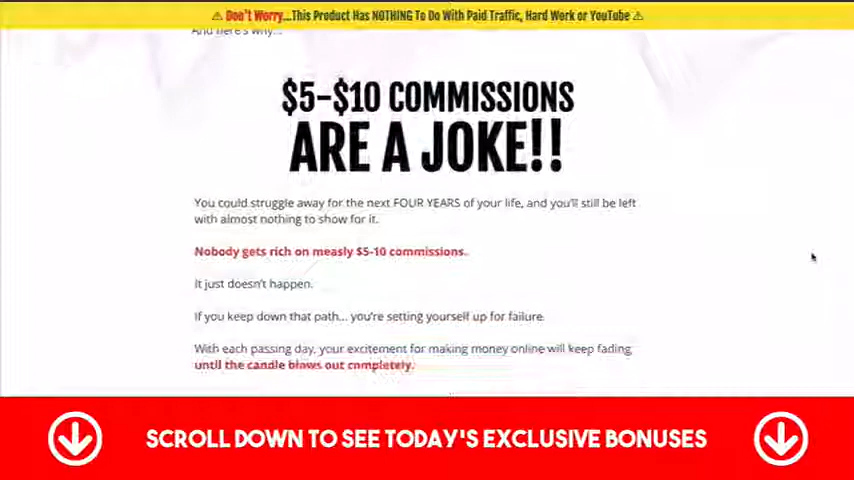 ⚠ Don't Worry...This Product Has NOTHING To Do With Paid Traffic, Hard Work or YouTube ⚠
And here's why...
$5-$10 COMMISSIONS
ARE A JOKE!!
You could struggle away for the next FOUR YEARS of your life, and you'll still be left
with almost nothing to show for it.
Nobody gets rich on measly $5-10 commissions.
It just doesn't happen.
If you keep down that path... you're setting yourself up for failure.
With each passing day, your excitement for making money online will keep fading
until the candle blows out completely.
SCROLL DOWN TO SEE TODAY'S EXCLUSIVE BONUSES